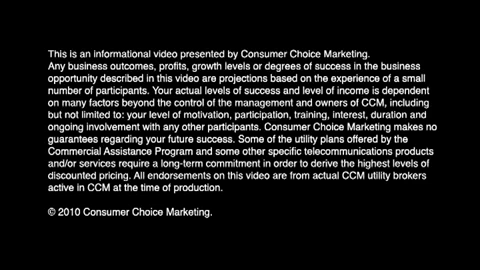 This is an informational video presented by Consumer Choice Marketing.
Any business outcomes, profits, growth levels or degrees of success in the business
opportunity described in this video are projections based on the experience of a small
number of participants. Your actual levels of success and level of income is dependent
on many factors beyond the control of the management and owners of CCM, including
but not limited to: your level of motivation, participation, training, interest, duration and
ongoing involvement with any other participants. Consumer Choice Marketing makes no
guarantees regarding your future success. Some of the utility plans offered by the
Commercial Assistance Program and some other specific telecommunications products
and/or services require a long-term commitment in order to derive the highest levels of
discounted pricing. All endorsements on this video are from actual CCM utility brokers
active in CCM at the time of production.
© 2010 Consumer Choice Marketing.